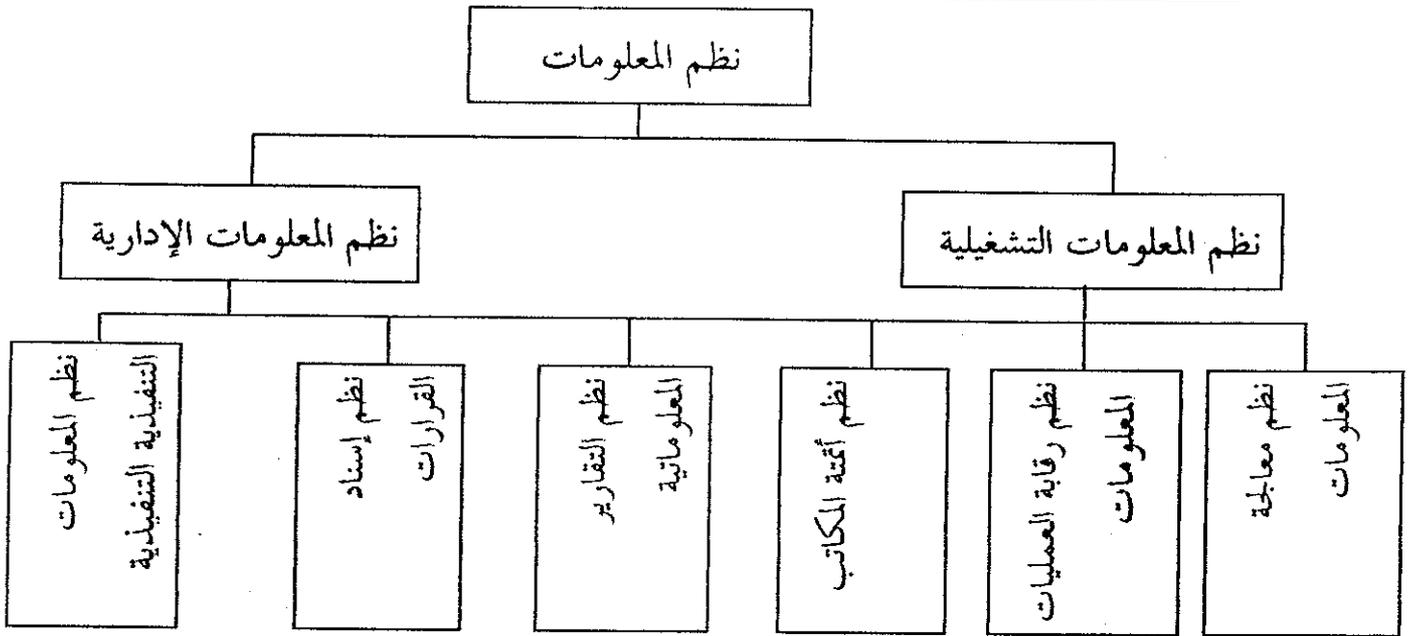 نظم المعلومات
نظم المعلومات التشغيلية
نظم المعلومات الإدارية
نظم معالجة
المعلومات
نظم رقابة العمليات
المعلومات
نظم أتمتة المكاتب
نظم التقارير
المعلوماتية
نظم إسناد
القرارات
نظم المعلومات
التنفيذية التنفيذية